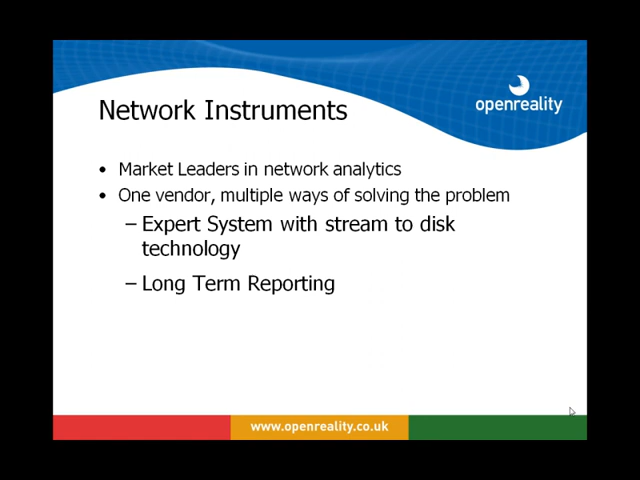 openreality
Network Instruments
• Market Leaders in network analytics
• One vendor, multiple ways of solving the problem
– Expert System with stream to disk
technology
– Long Term Reporting
www.openreality.co.uk